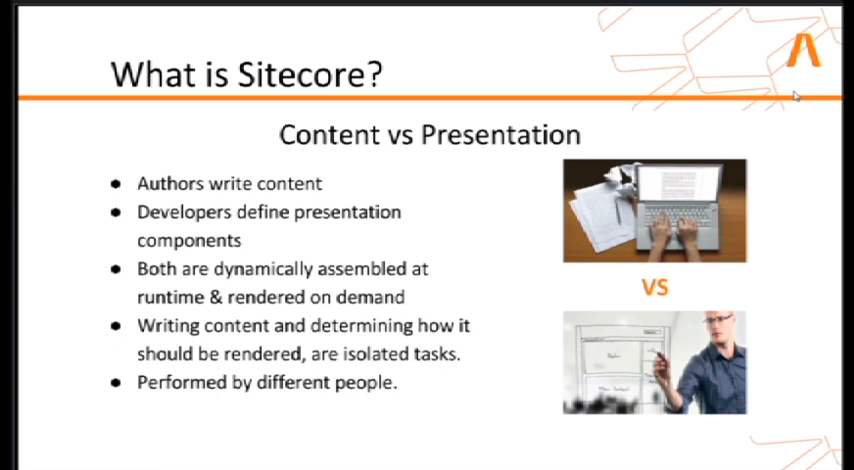 What is Sitecore?
Content vs Presentation
● Authors write content
● Developers define presentation
components
● Both are dynamically assembled at
runtime & rendered on demand
● Writing content and determining how it
should be rendered, are isolated tasks.
● Performed by different people.
VS